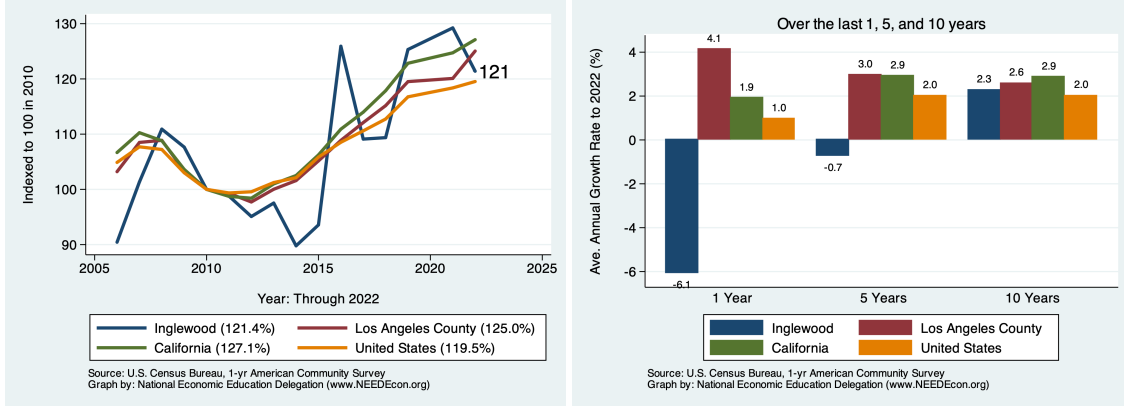 Indexed to 100 in 2010
130
120
110
100
90
121
2005 2010 2015 2020 2025
Year: Through 2022
Inglewood (121.4%) Los Angeles County (125.0%)
California (127.1%) United States (119.5%)
Source: U.S. Census Bureau, 1-yr American Community Survey
Graph by: National Economic Education Delegation (www.NEEDEcon.org)
Over the last 1, 5, and 10 years
Ave. Annual Growth Rate to 2022 (%)
4
2
0
-2
-4
-6
-6.1 4.1 1.9 1.0
-0.7 3.0 2.9 2.0
2.3 2.6 2.9 2.0
1 Year 5 Years 10 Years
Inglewood Los Angeles County
California United States
Source: U.S. Census Bureau, 1-yr American Community Survey
Graph by: National Economic Education Delegation (www.NEEDEcon.org)